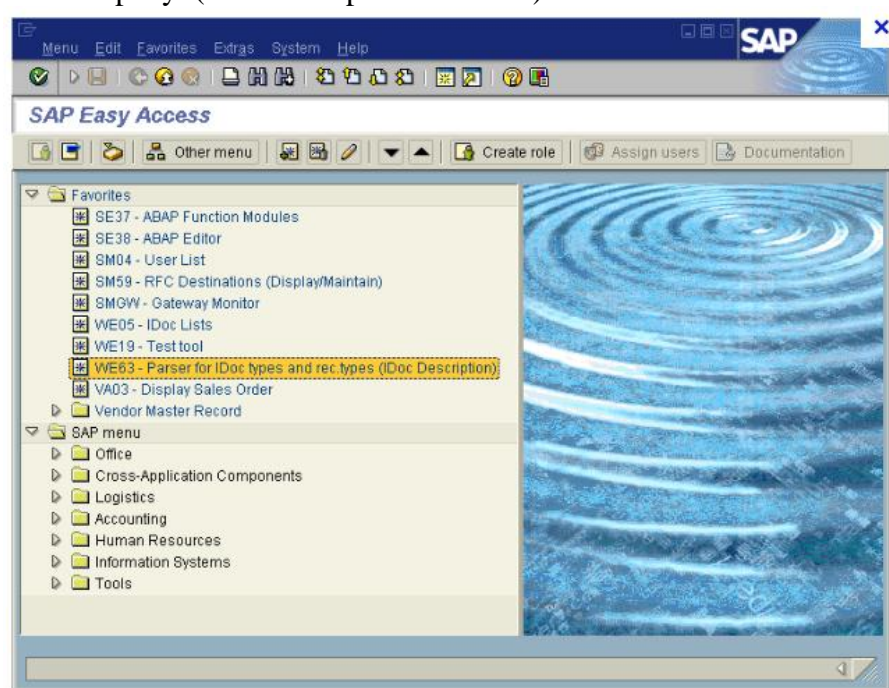 Menu Edit Favorites Extras System Help
SAP
SAP Easy Access
Other menu Create role Assign users Documentation
Favorites
SE37 - ABAP Function Modules
SE38 - ABAP Editor
SM04 - User List
SM59 - RFC Destinations (Display/Maintain)
SMGW - Gateway Monitor
WE05 - IDoc Lists
WE19 - Test tool
WE63 - Parser for IDoc types and rec.types (IDoc Description)
VA03 - Display Sales Order
Vendor Master Record
SAP menu
Office
Cross-Application Components
Logistics
Accounting
Human Resources
Information Systems
Tools